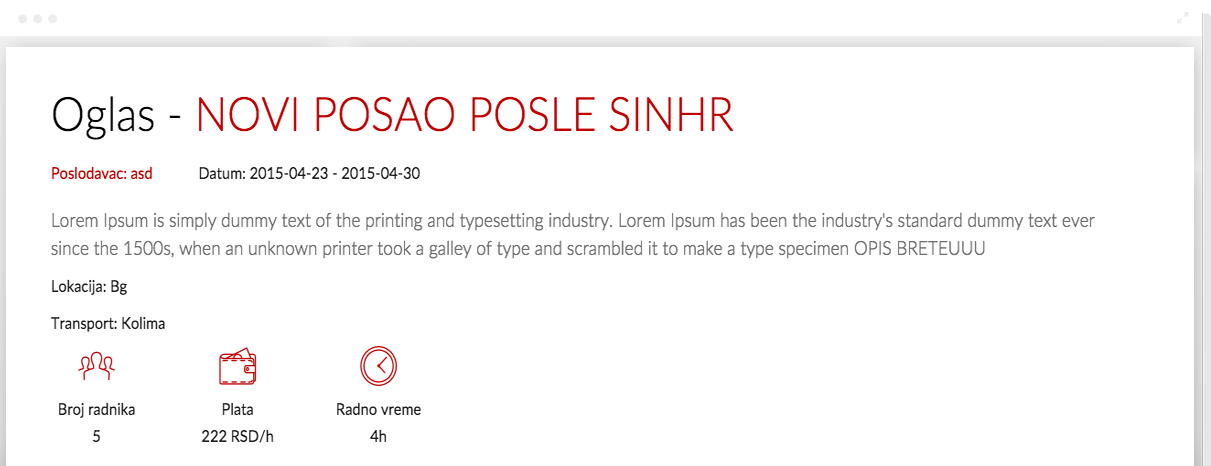 Oglas - NOVI POSAO POSLE SINHR
Poslodavac: asd Datum: 2015-04-23 - 2015-04-30
Lorem Ipsum is simply dummy text of the printing and typesetting industry. Lorem Ipsum has been the industry's standard dummy text ever
since the 1500s, when an unknown printer took a galley of type and scrambled it to make a type specimen OPIS BRETEUUU
Lokacija: Bg
Transport: Kolima
Broj radnika Plata Radno vreme
5 222 RSD/h 4h